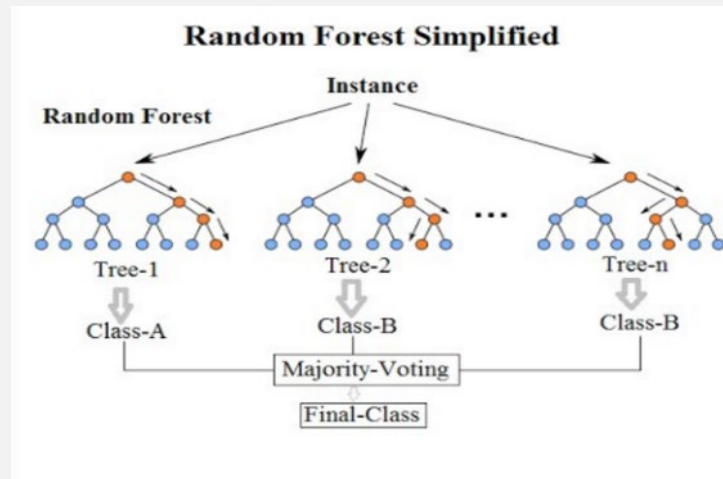 Random Forest Simplified
Instance
Random Forest
...
Tree-1
Tree-2
Tree-n
Class-A
Class-B
Class-B
Majority-Voting
Final-Class